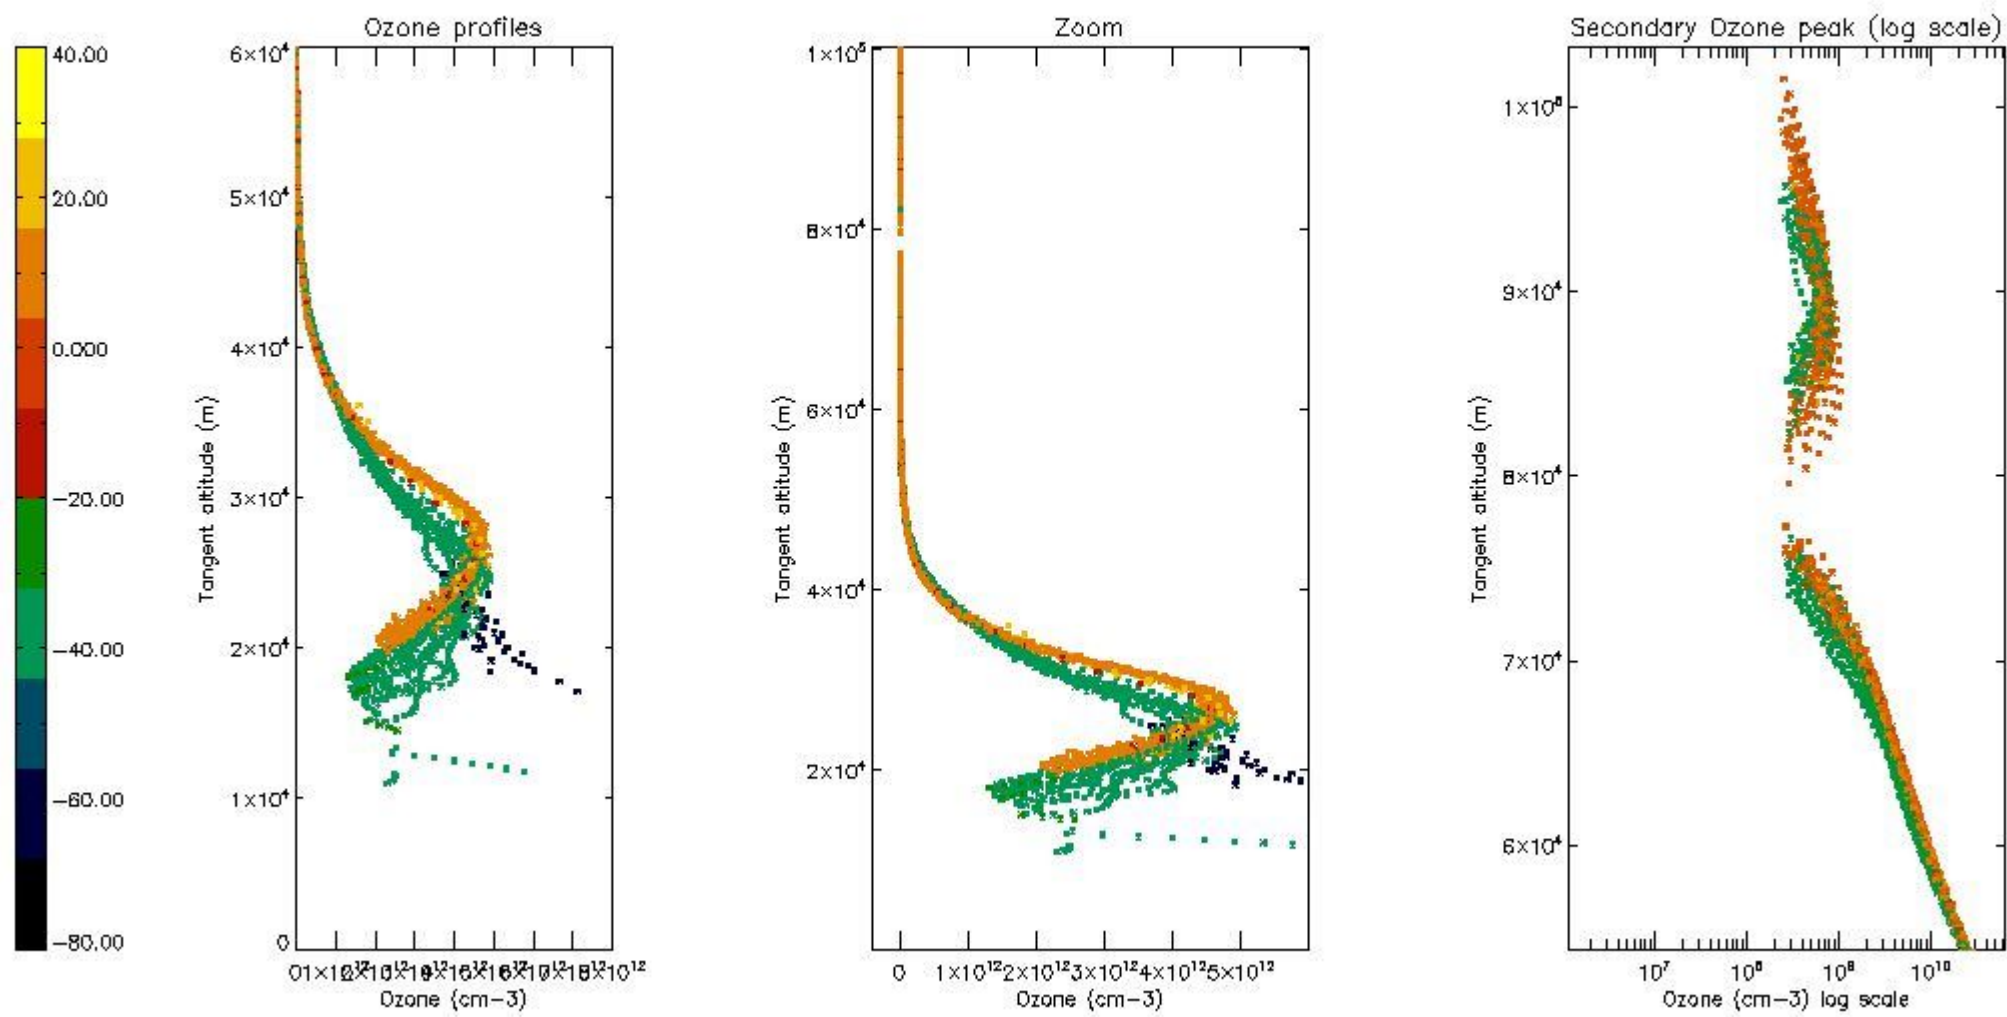 Ozone profiles
Zoom
Secondary Ozone peak (log scale)
40.00
20.00
0.000
−20.00
−40.00
−60.00
−80.00
6×10⁴
5×10⁴
4×10⁴
3×10⁴
2×10⁴
1×10⁴
0
Tangent altitude (m)
Ozone (cm−3)
1×10⁵
8×10⁴
6×10⁴
4×10⁴
2×10⁴
Tangent altitude (m)
0 1×10¹² 2×10¹² 3×10¹² 4×10¹² 5×10¹²
Ozone (cm−3)
9×10⁴
8×10⁴
7×10⁴
6×10⁴
Tangent altitude (m)
10⁷ 10⁸ 10⁹ 10¹⁰
Ozone (cm−3) log scale